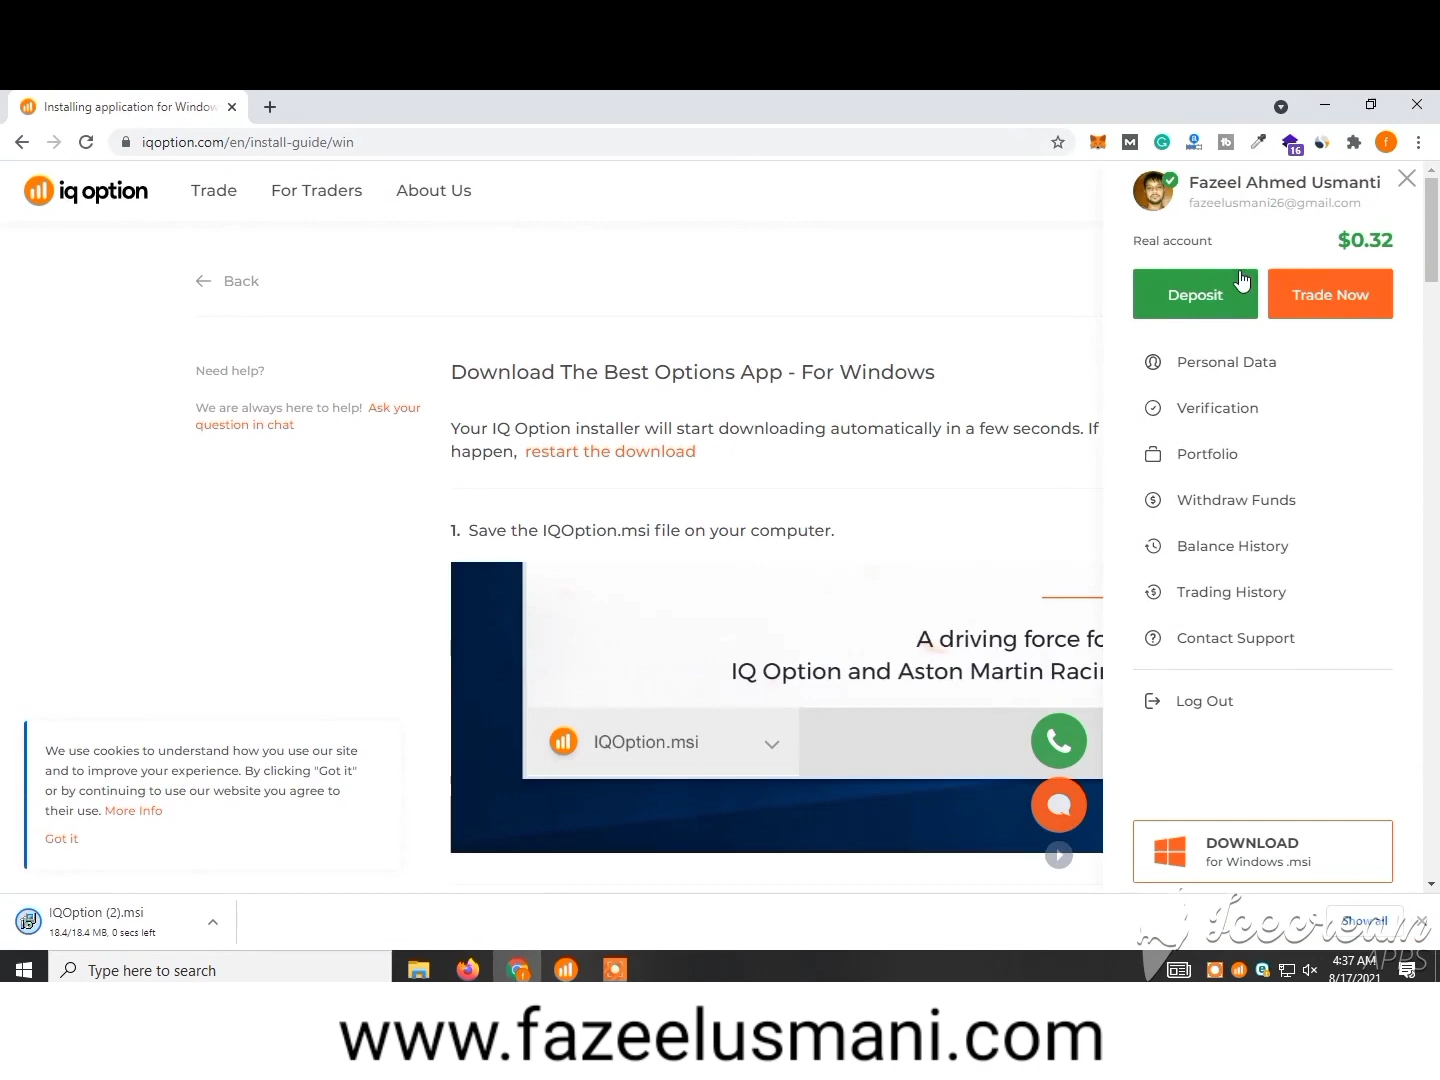 Installing application for Window
iqoption.com/en/install-guide/win
16
f
iq option
Trade
For Traders
About Us
Fazeel Ahmed Usmanti
fazeelusmani26@gmail.com
Real account
$0.32
Deposit
Trade Now
Back
Need help?
We are always here to help! Ask your
question in chat
Download The Best Options App - For Windows
Your IQ Option installer will start downloading automatically in a few seconds. If
happen, restart the download
1. Save the IQOption.msi file on your computer.
A driving force fo
IQ Option and Aston Martin Racin
IQOption.msi
Personal Data
Verification
Portfolio
Withdraw Funds
Balance History
Trading History
Contact Support
Log Out
DOWNLOAD
for Windows .msi
We use cookies to understand how you use our site
and to improve your experience. By clicking "Got it"
or by continuing to use our website you agree to
their use. More Info
Got it
IQOption (2).msi
18.4/18.4 MB, 0 secs left
Show all
Icecream
APPS
Type here to search
4:37 AM
8/17/2021
www.fazeelusmani.com